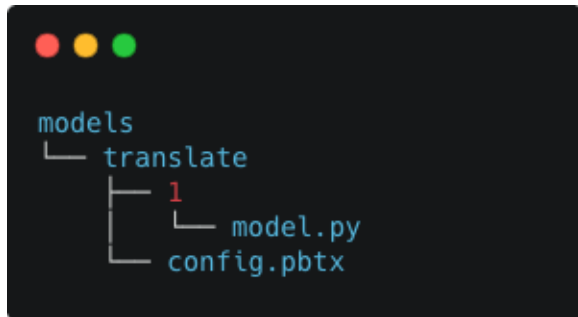 models
└── translate
    ├── 1
    │   └── model.py
    └── config.pbtx